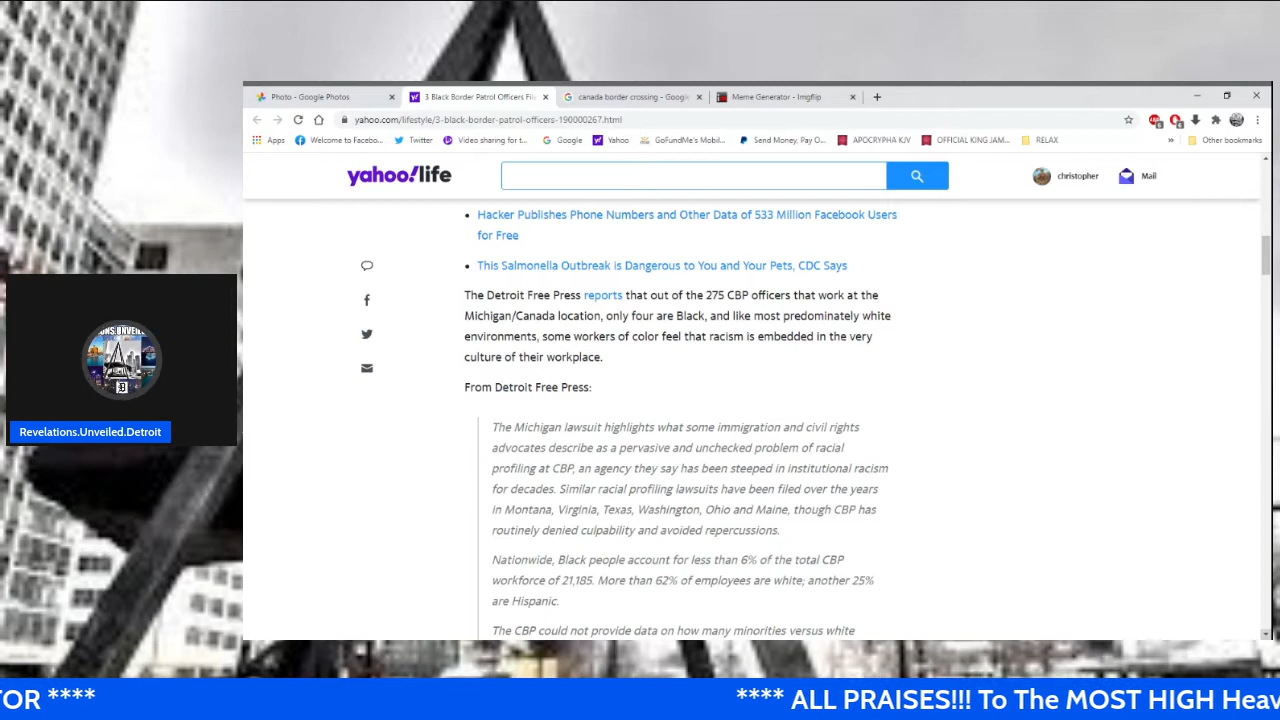 Photo - Google Photos
3 Black Border Patrol Officers File
canada border crossing - Google
Meme Generator - Imgflip
yahoo.com/lifestyle/3-black-border-patrol-officers-190000267.html
Apps
Welcome to Facebo...
Twitter
Video sharing for t...
Google
Yahoo
GoFundMe's Mobil...
Send Money, Pay O...
APOCRYPHA KJV
OFFICIAL KING JAM...
RELAX
»
Other bookmarks
yahoo!life
christopher
Mail
• Hacker Publishes Phone Numbers and Other Data of 533 Million Facebook Users
for Free
• This Salmonella Outbreak is Dangerous to You and Your Pets, CDC Says
The Detroit Free Press reports that out of the 275 CBP officers that work at the
Michigan/Canada location, only four are Black, and like most predominately white
environments, some workers of color feel that racism is embedded in the very
culture of their workplace.
From Detroit Free Press:
The Michigan lawsuit highlights what some immigration and civil rights
advocates describe as a pervasive and unchecked problem of racial
profiling at CBP, an agency they say has been steeped in institutional racism
for decades. Similar racial profiling lawsuits have been filed over the years
in Montana, Virginia, Texas, Washington, Ohio and Maine, though CBP has
routinely denied culpability and avoided repercussions.
Nationwide, Black people account for less than 6% of the total CBP
workforce of 21,185. More than 62% of employees are white; another 25%
are Hispanic.
The CBP could not provide data on how many minorities versus white
Revelations.Unveiled.Detroit
TOR ****
**** ALL PRAISES!!! To The MOST HIGH Heav